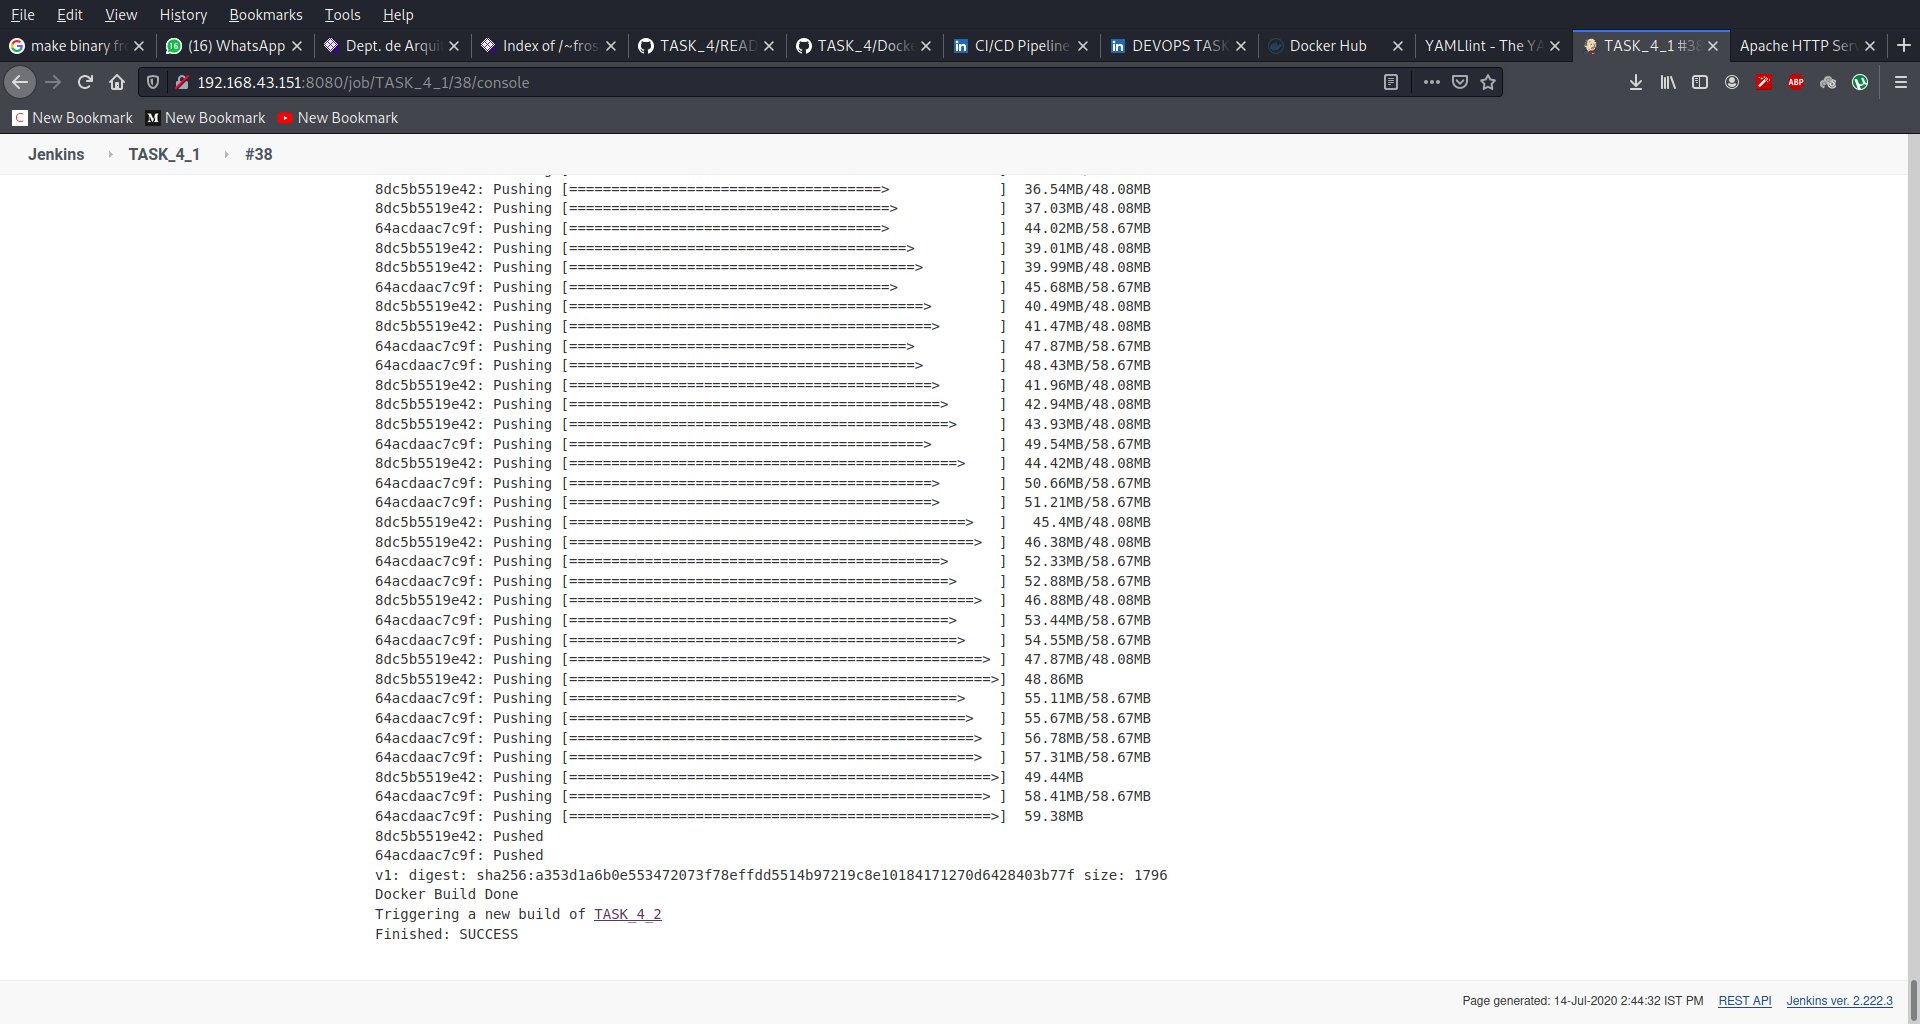 File Edit View History Bookmarks Tools Help
make binary fr (16) WhatsApp Dept. de Arqui Index of /~fros TASK_4/READ TASK_4/Docke CI/CD Pipeline DEVOPS TASK Docker Hub YAMLlint - The YA TASK_4_1 #38 Apache HTTP Serv
192.168.43.151:8080/job/TASK_4_1/38/console
New Bookmark New Bookmark New Bookmark
Jenkins TASK_4_1 #38
8dc5b5519e42: Pushing [=====================================>             ]  36.54MB/48.08MB
8dc5b5519e42: Pushing [======================================>            ]  37.03MB/48.08MB
64acdaac7c9f: Pushing [=====================================>             ]  44.02MB/58.67MB
8dc5b5519e42: Pushing [========================================>          ]  39.01MB/48.08MB
8dc5b5519e42: Pushing [=========================================>         ]  39.99MB/48.08MB
64acdaac7c9f: Pushing [======================================>            ]  45.68MB/58.67MB
8dc5b5519e42: Pushing [==========================================>        ]  40.49MB/48.08MB
8dc5b5519e42: Pushing [===========================================>       ]  41.47MB/48.08MB
64acdaac7c9f: Pushing [========================================>          ]  47.87MB/58.67MB
64acdaac7c9f: Pushing [=========================================>         ]  48.43MB/58.67MB
8dc5b5519e42: Pushing [===========================================>       ]  41.96MB/48.08MB
8dc5b5519e42: Pushing [============================================>      ]  42.94MB/48.08MB
8dc5b5519e42: Pushing [=============================================>     ]  43.93MB/48.08MB
64acdaac7c9f: Pushing [==========================================>        ]  49.54MB/58.67MB
8dc5b5519e42: Pushing [==============================================>    ]  44.42MB/48.08MB
64acdaac7c9f: Pushing [===========================================>       ]  50.66MB/58.67MB
64acdaac7c9f: Pushing [===========================================>       ]  51.21MB/58.67MB
8dc5b5519e42: Pushing [===============================================>   ]   45.4MB/48.08MB
8dc5b5519e42: Pushing [================================================>  ]  46.38MB/48.08MB
64acdaac7c9f: Pushing [============================================>      ]  52.33MB/58.67MB
64acdaac7c9f: Pushing [=============================================>     ]  52.88MB/58.67MB
8dc5b5519e42: Pushing [================================================>  ]  46.88MB/48.08MB
64acdaac7c9f: Pushing [=============================================>     ]  53.44MB/58.67MB
64acdaac7c9f: Pushing [==============================================>    ]  54.55MB/58.67MB
8dc5b5519e42: Pushing [=================================================> ]  47.87MB/48.08MB
8dc5b5519e42: Pushing [==================================================>]  48.86MB
64acdaac7c9f: Pushing [==============================================>    ]  55.11MB/58.67MB
64acdaac7c9f: Pushing [===============================================>   ]  55.67MB/58.67MB
64acdaac7c9f: Pushing [================================================>  ]  56.78MB/58.67MB
64acdaac7c9f: Pushing [================================================>  ]  57.31MB/58.67MB
8dc5b5519e42: Pushing [==================================================>]  49.44MB
64acdaac7c9f: Pushing [=================================================> ]  58.41MB/58.67MB
64acdaac7c9f: Pushing [==================================================>]  59.38MB
8dc5b5519e42: Pushed
64acdaac7c9f: Pushed
v1: digest: sha256:a353d1a6b0e553472073f78effdd5514b97219c8e10184171270d6428403b77f size: 1796
Docker Build Done
Triggering a new build of TASK_4_2
Finished: SUCCESS
Page generated: 14-Jul-2020 2:44:32 IST PM REST API Jenkins ver. 2.222.3